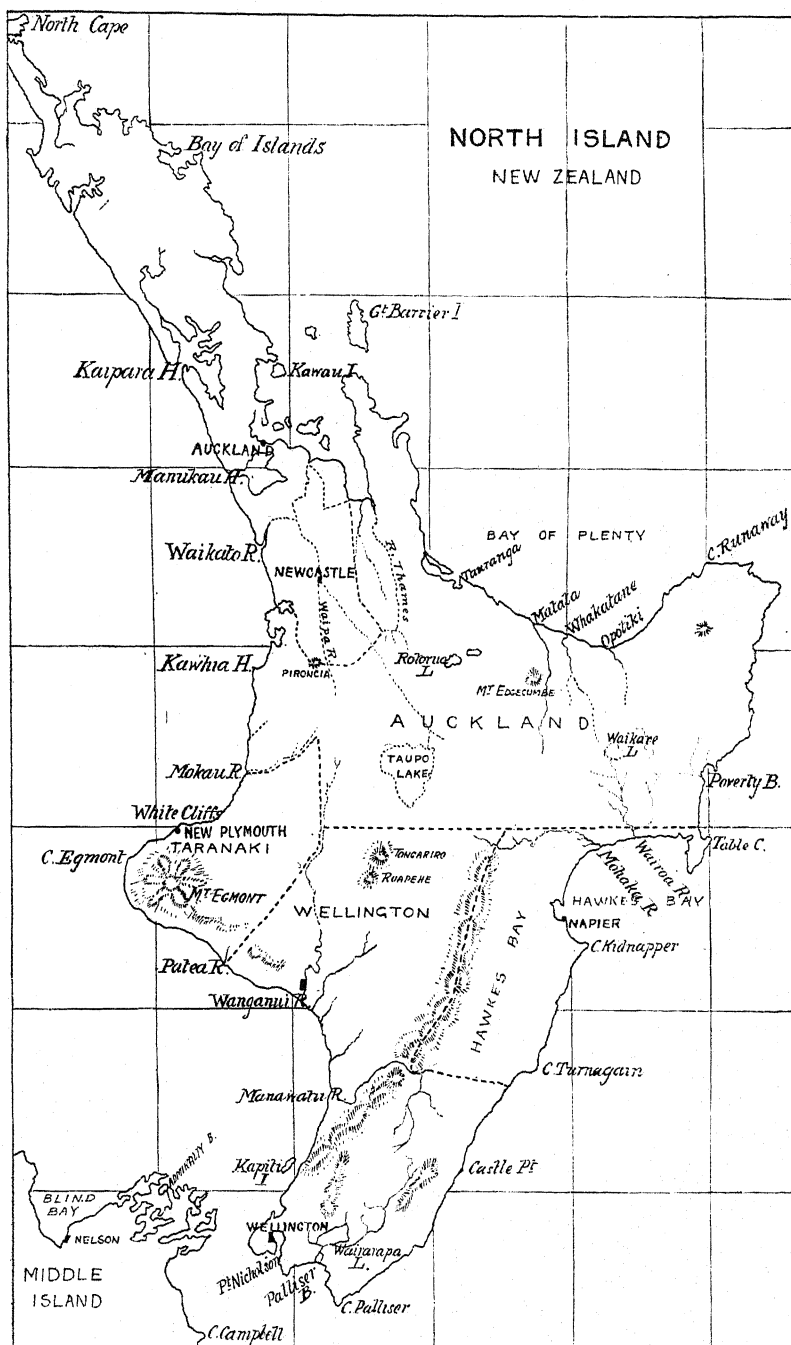 North Cape
Bay of Islands
NORTH ISLAND
NEW ZEALAND
Gt Barrier I
Kaipara H.
Kawau I.
AUCKLAND
Manukau H.
Waikato R.
NEWCASTLE
Waipa R.
R. Thames
BAY OF PLENTY
C. Runaway
Tauranga
Matata
Whakatane
Opotiki
Kawhia H.
PIRONCIA
Rotorua
L
MT EDGECUMBE
AUCKLAND
Waikare
L
TAUPO
LAKE
Mokau R
Poverty B.
White Cliffs
NEW PLYMOUTH
TARANAKI
C. Egmont
MT EGMONT
TONGARIRO
RUAPEHE
Table C.
Wairoa R.
Mohaka R
HAWKES BAY
WELLINGTON
NAPIER
C. Kidnapper
HAWKES BAY
Patea R.
Wanganui R.
C. Turnagain
Manawatu R.
Kapiti
I
Castle Pt
ADMIRALTY B.
BLIND
BAY
NELSON
WELLINGTON
Wairarapa
L.
Pt Nicholson
Palliser
B.
MIDDLE
ISLAND
C. Palliser
C. Campbell